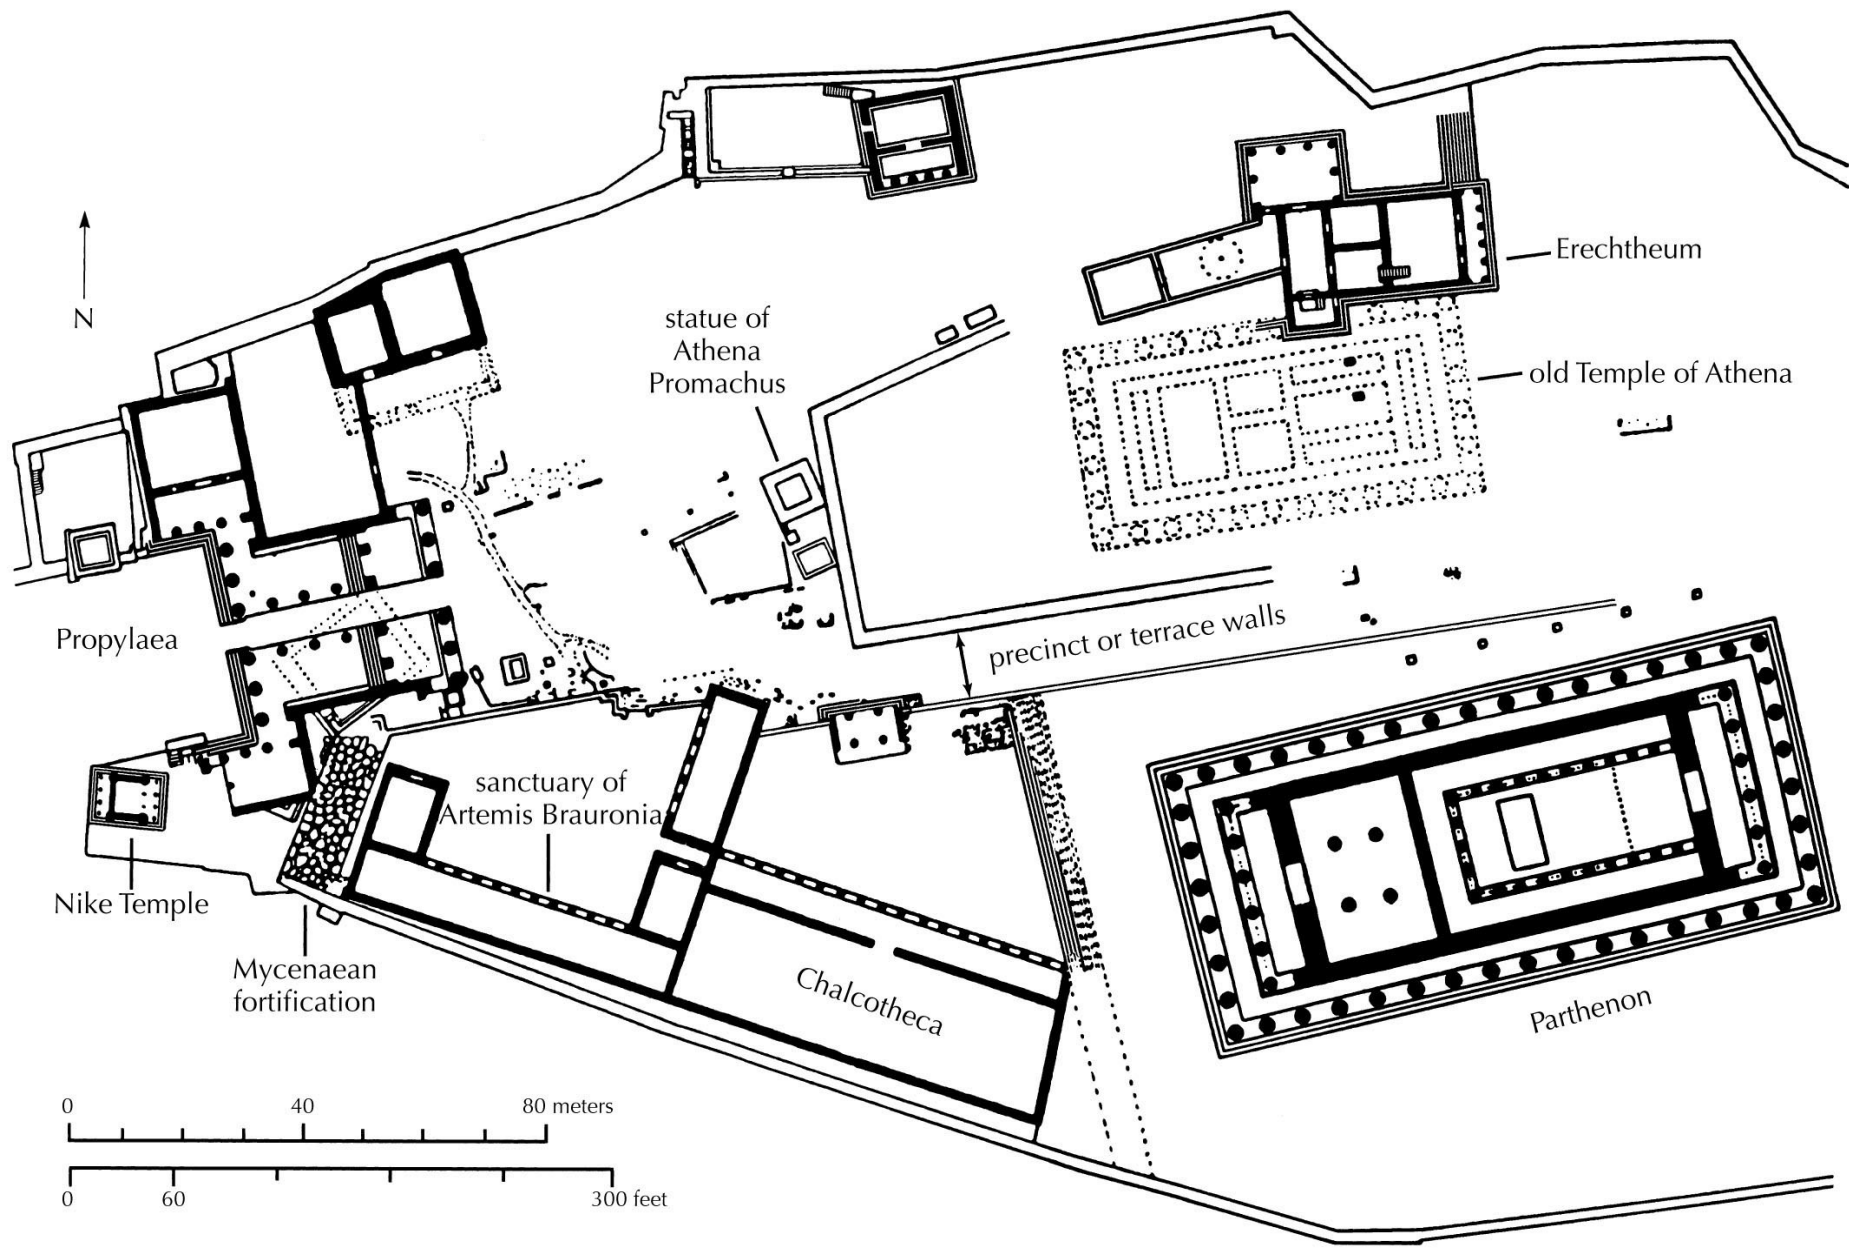 Erechtheum
N
statue of
Athena
Promachus
old Temple of Athena
Propylaea
precinct or terrace walls
sanctuary of
Artemis Brauronia
Nike Temple
Mycenaean
fortification
Chalcotheca
Parthenon
0 40 80 meters
0 60 300 feet